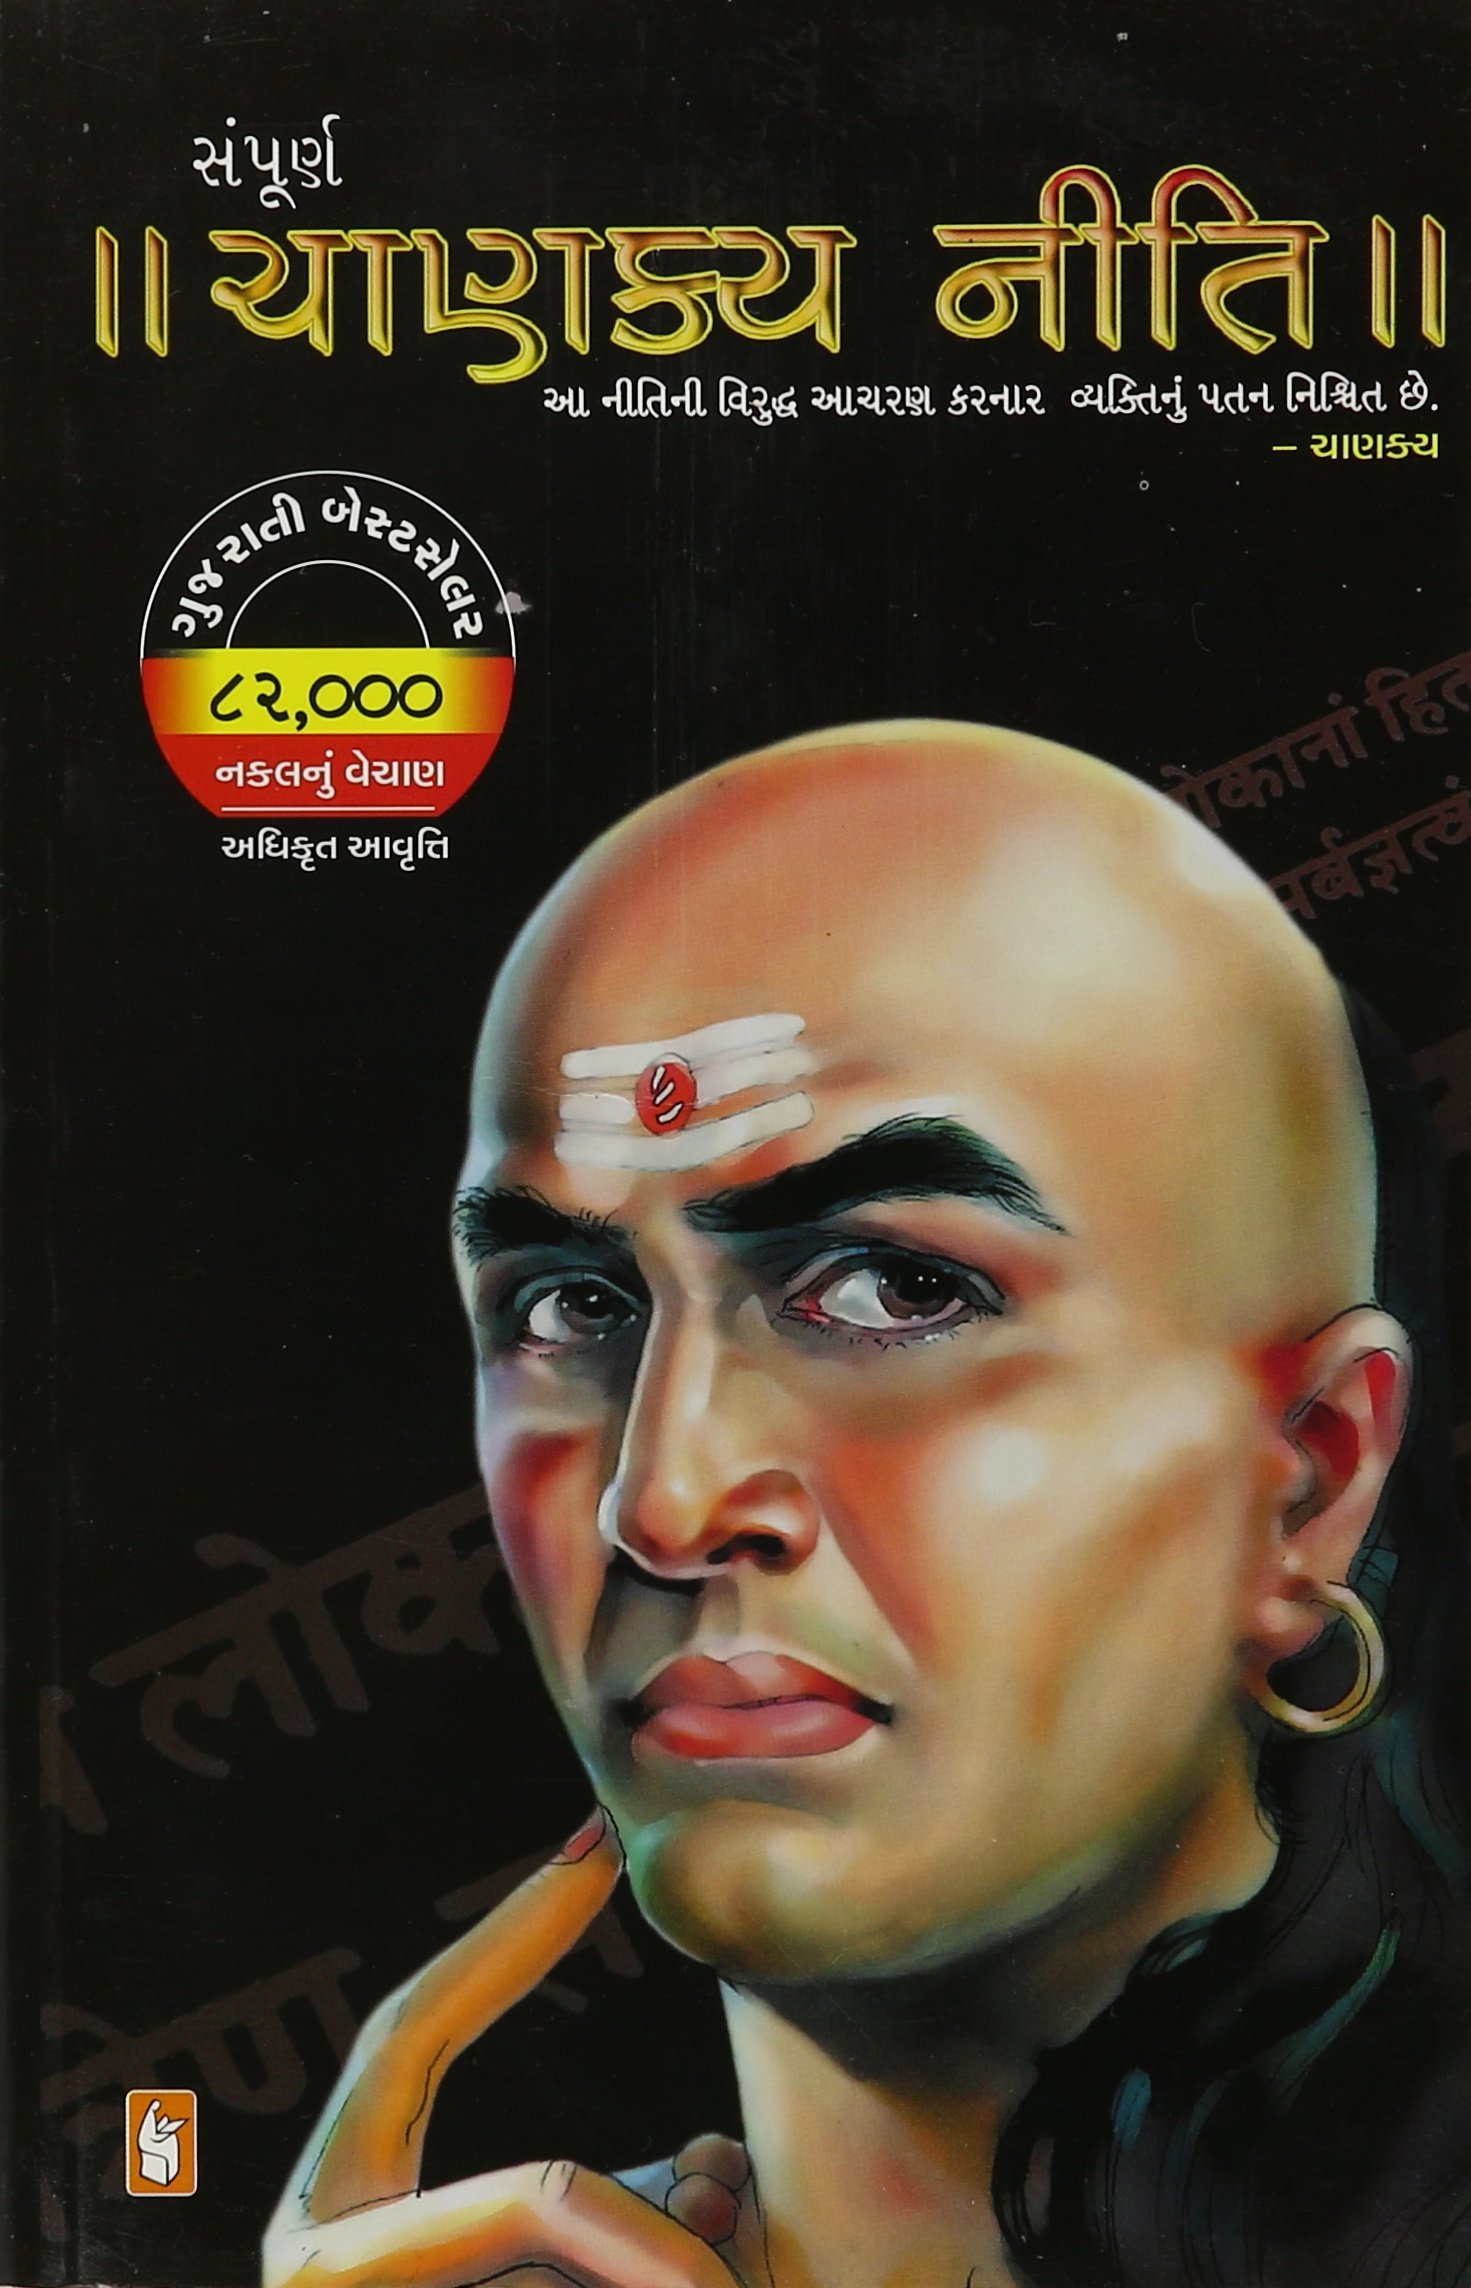 સંપૂર્ણ
॥ ચાણક્ય નીતિ ॥
આ નીતિની વિરુદ્ધ આચરણ કરનાર વ્યક્તિનું પતન નિશ્ચિત છે.
– ચાણક્ય
ગુજરાતી બેસ્ટસેલર
૮૨,૦૦૦
નકલનું વેચાણ
અધિકૃત આવૃત્તિ